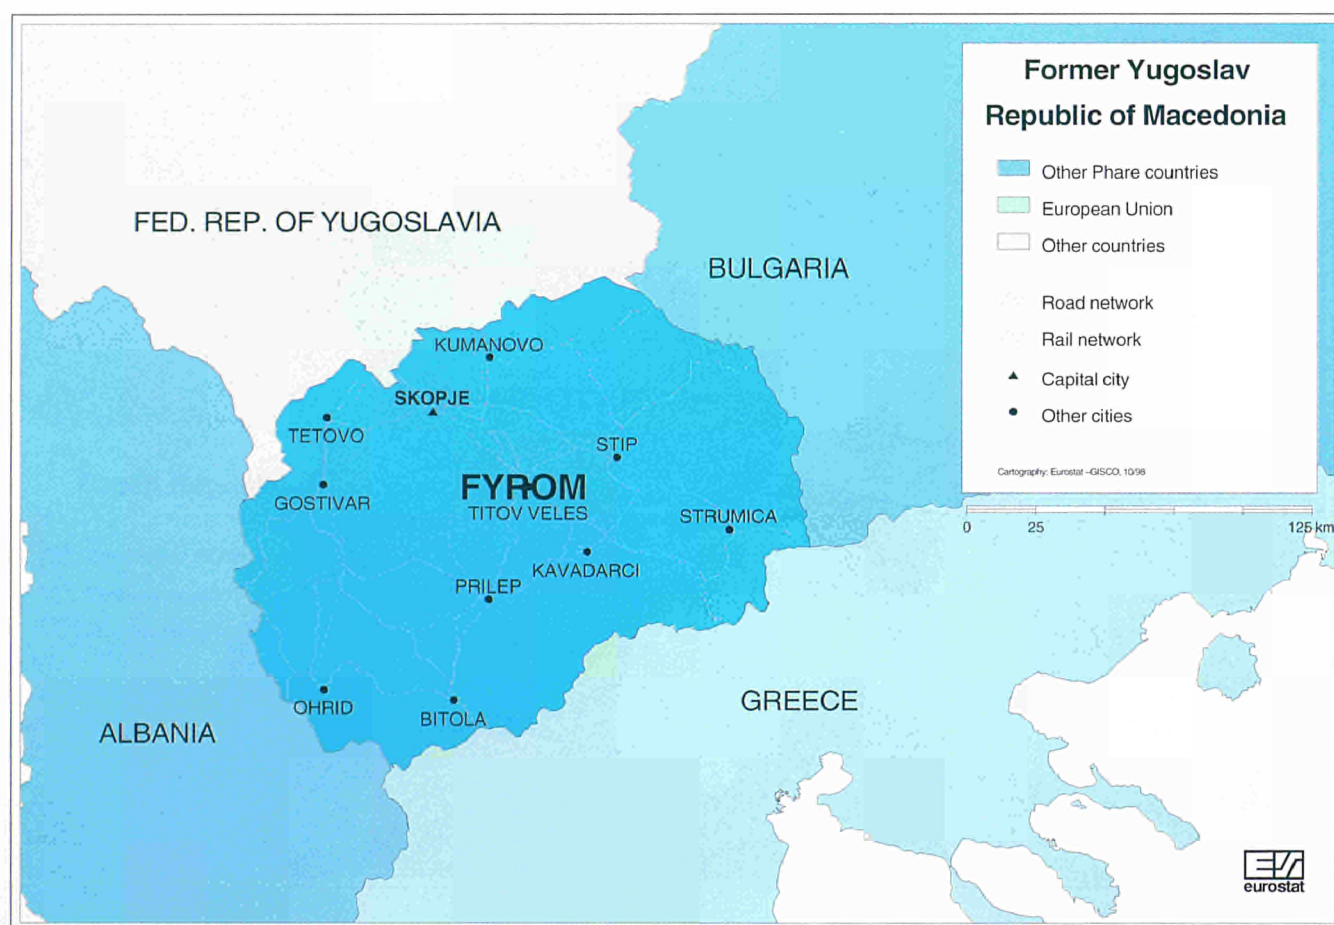 Former Yugoslav
Republic of Macedonia
Other Phare countries
European Union
Other countries
Road network
Rail network
Capital city
Other cities
Cartography: Eurostat –GISCO, 10/98
0 25 125 km
FED. REP. OF YUGOSLAVIA
BULGARIA
KUMANOVO
SKOPJE
TETOVO
STIP
FYROM
GOSTIVAR
TITOV VELES
STRUMICA
KAVADARCI
PRILEP
OHRID
BITOLA
GREECE
ALBANIA
eurostat